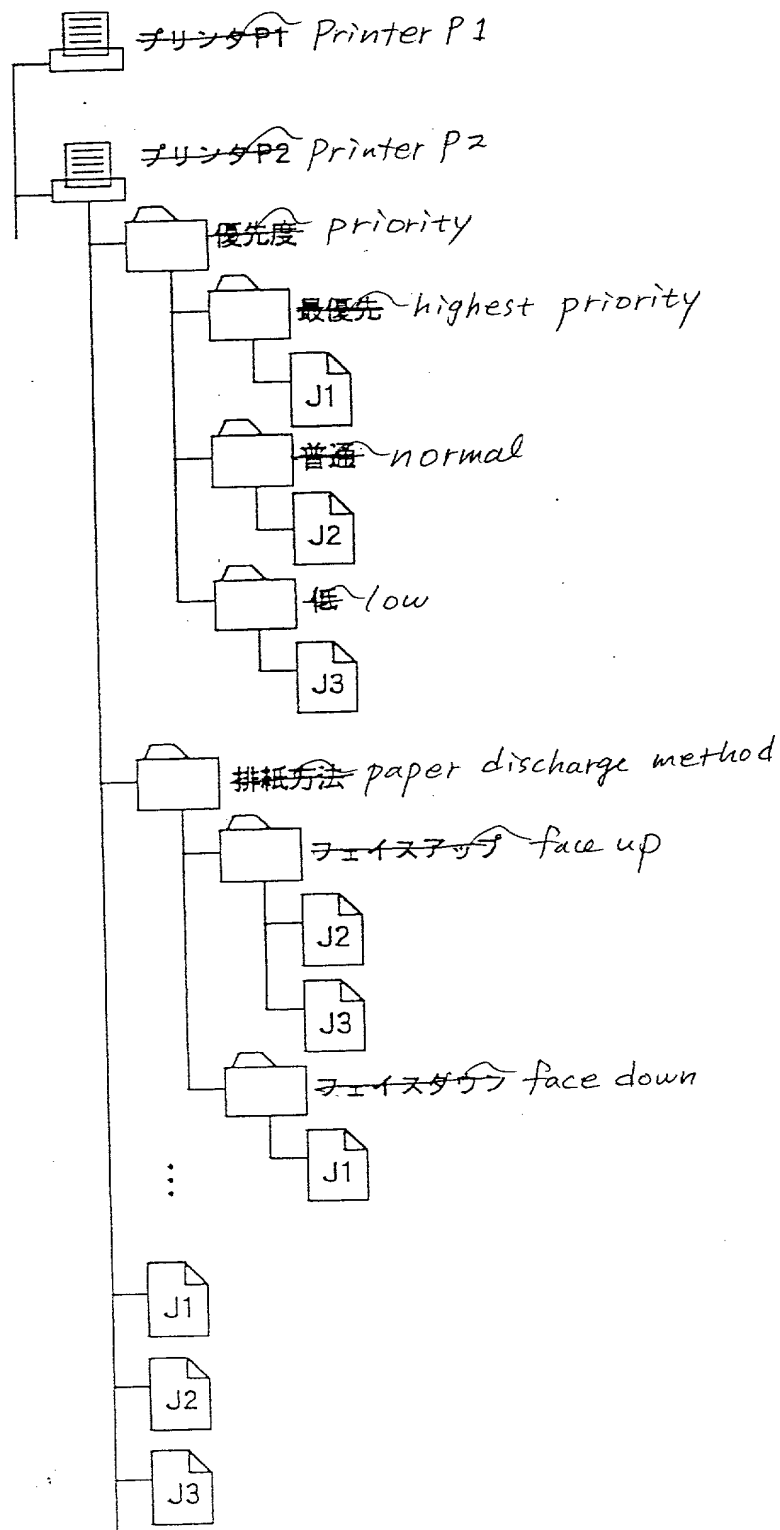 プリンタP1 Printer P1
プリンタP2 Printer P2
優先度 priority
最優先 highest priority
J1
普通 normal
J2
低 low
J3
排紙方法 paper discharge method
フェイスアップ face up
J2
J3
フェイスダウン face down
J1
⋮
J1
J2
J3